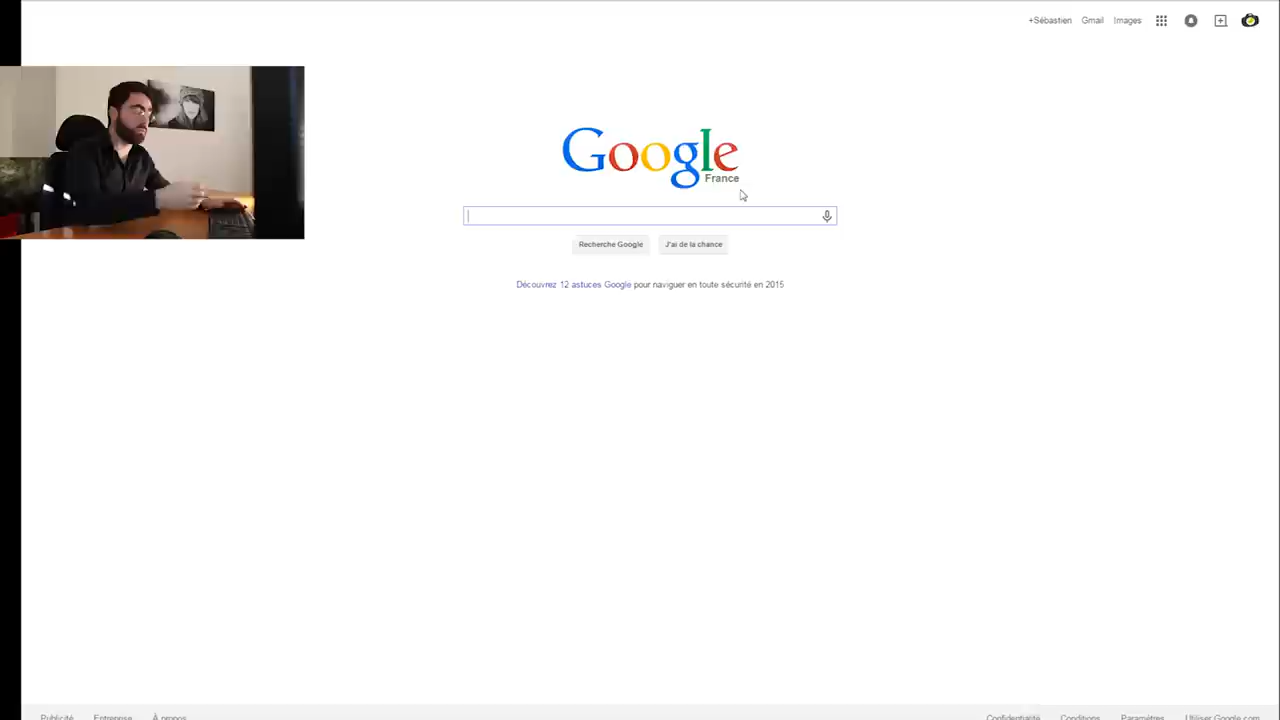 +Sébastien Gmail Images
Google
France
Recherche Google J'ai de la chance
Découvrez 12 astuces Google pour naviguer en toute sécurité en 2015
Publicité Entreprise À propos Confidentialité Conditions Paramètres Utiliser Google.com